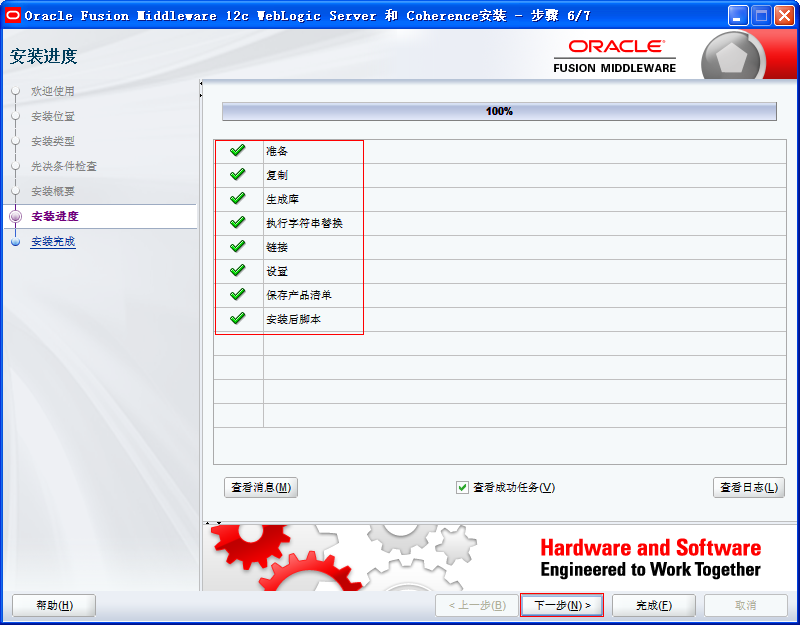 Oracle Fusion Middleware 12c WebLogic Server 和 Coherence安装 - 步骤 6/7
安装进度
ORACLE®
FUSION MIDDLEWARE
欢迎使用
安装位置
安装类型
先决条件检查
安装概要
安装进度
安装完成
100%
准备
复制
生成库
执行字符串替换
链接
设置
保存产品清单
安装后脚本
查看消息(M)
查看成功任务(V)
查看日志(L)
Hardware and Software
Engineered to Work Together
帮助(H)
< 上一步(B)
下一步(N) >
完成(F)
取消